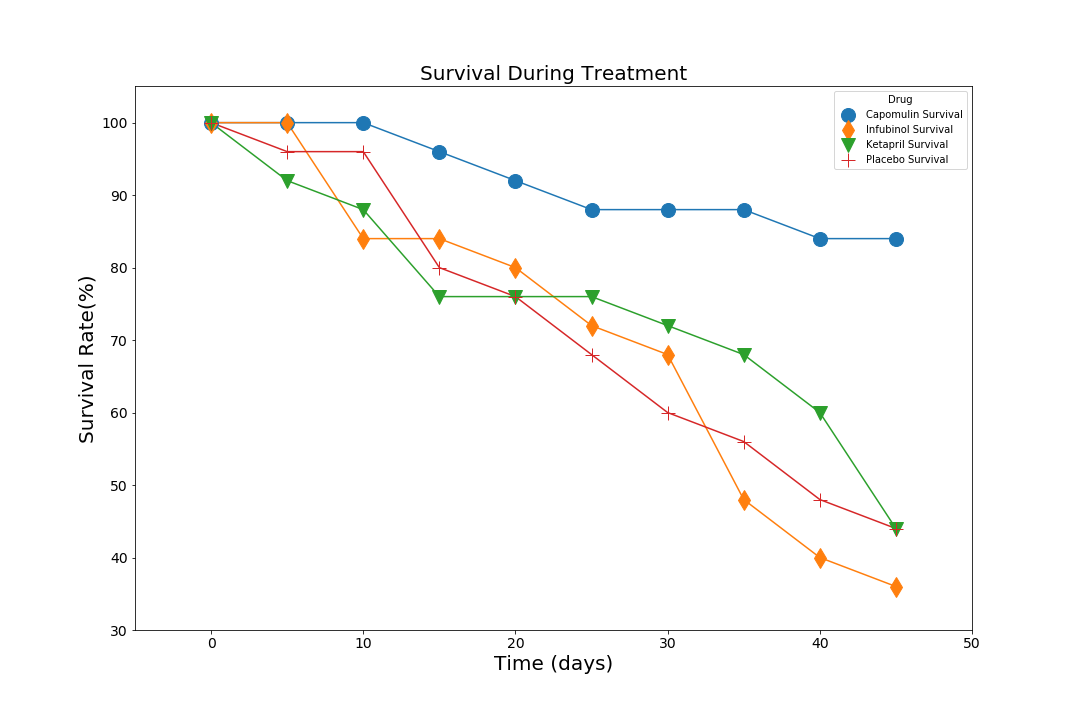 Survival During Treatment
Drug
Capomulin Survival
Infubinol Survival
Ketapril Survival
Placebo Survival
Survival Rate(%)
100
90
80
70
60
50
40
30
0 10 20 30 40 50
Time (days)